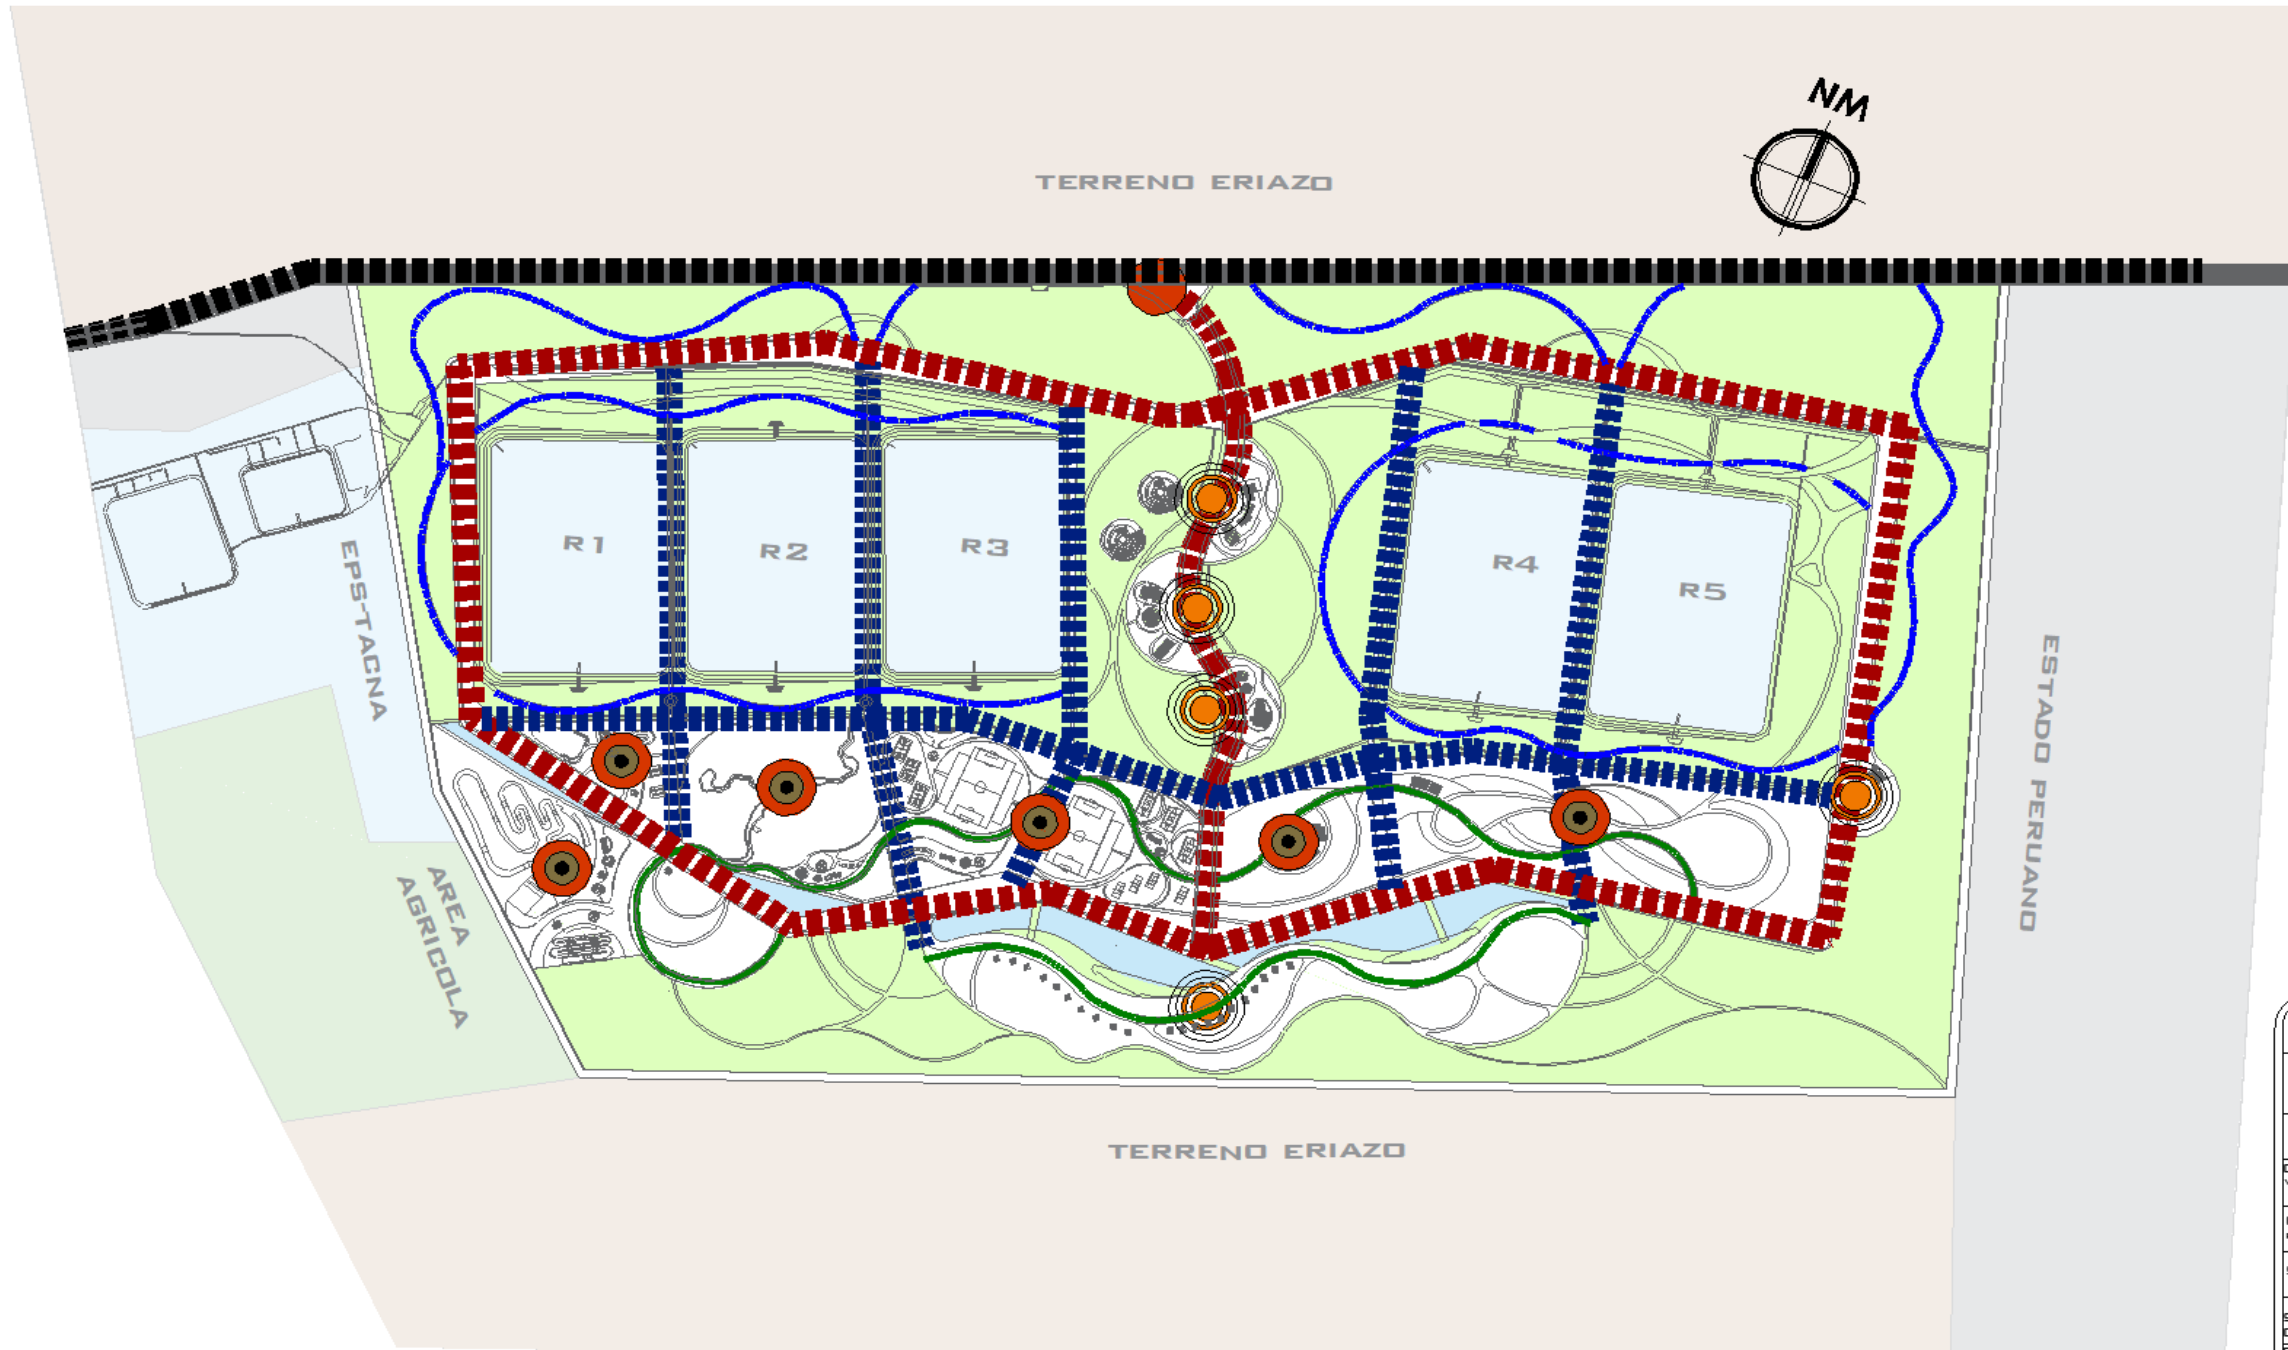 NM
TERRENO ERIAZO
R1
R2
R3
R4
R5
EPS-TACNA
ESTADO PERUANO
AREA
AGRICOLA
TERRENO ERIAZO